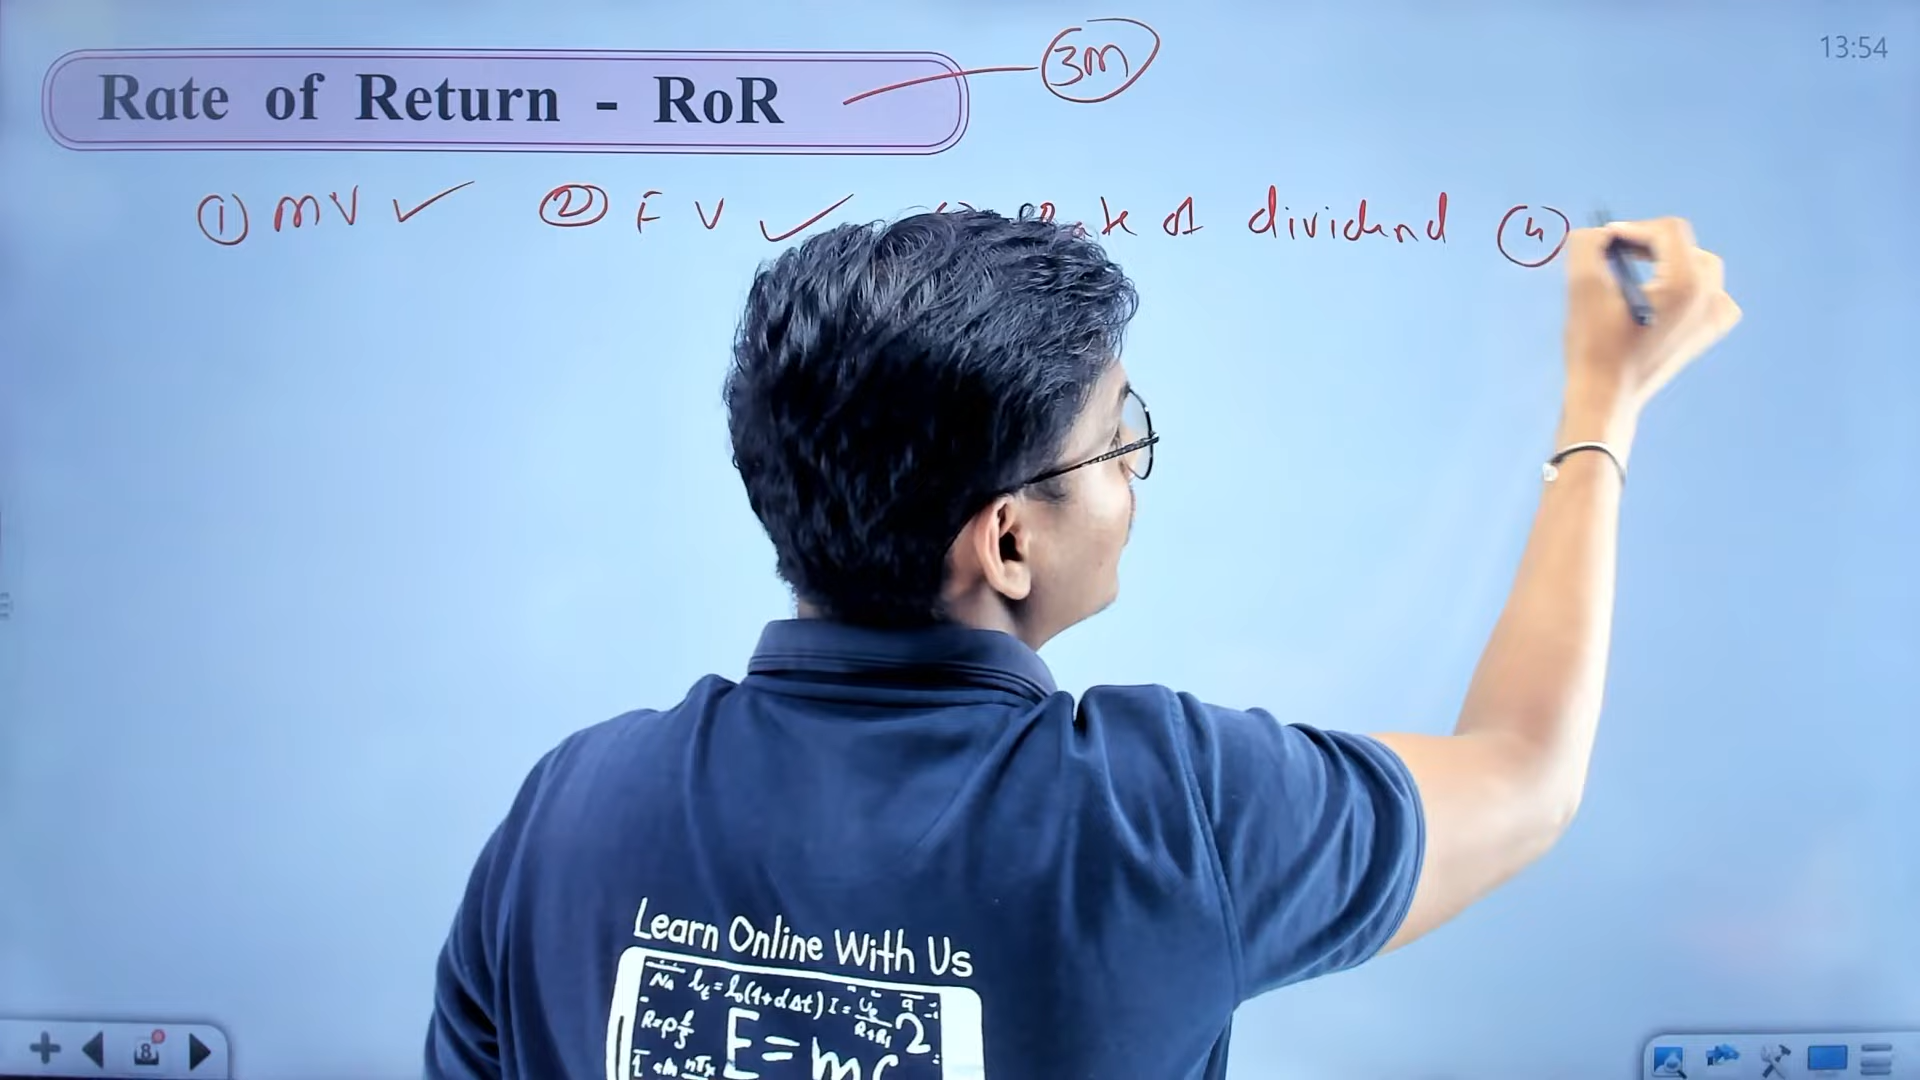 13:54
Rate of Return - RoR
3m
① MV ✓ ② FV ✓ of dividend ④
Learn Online With Us
E=mc
2
8